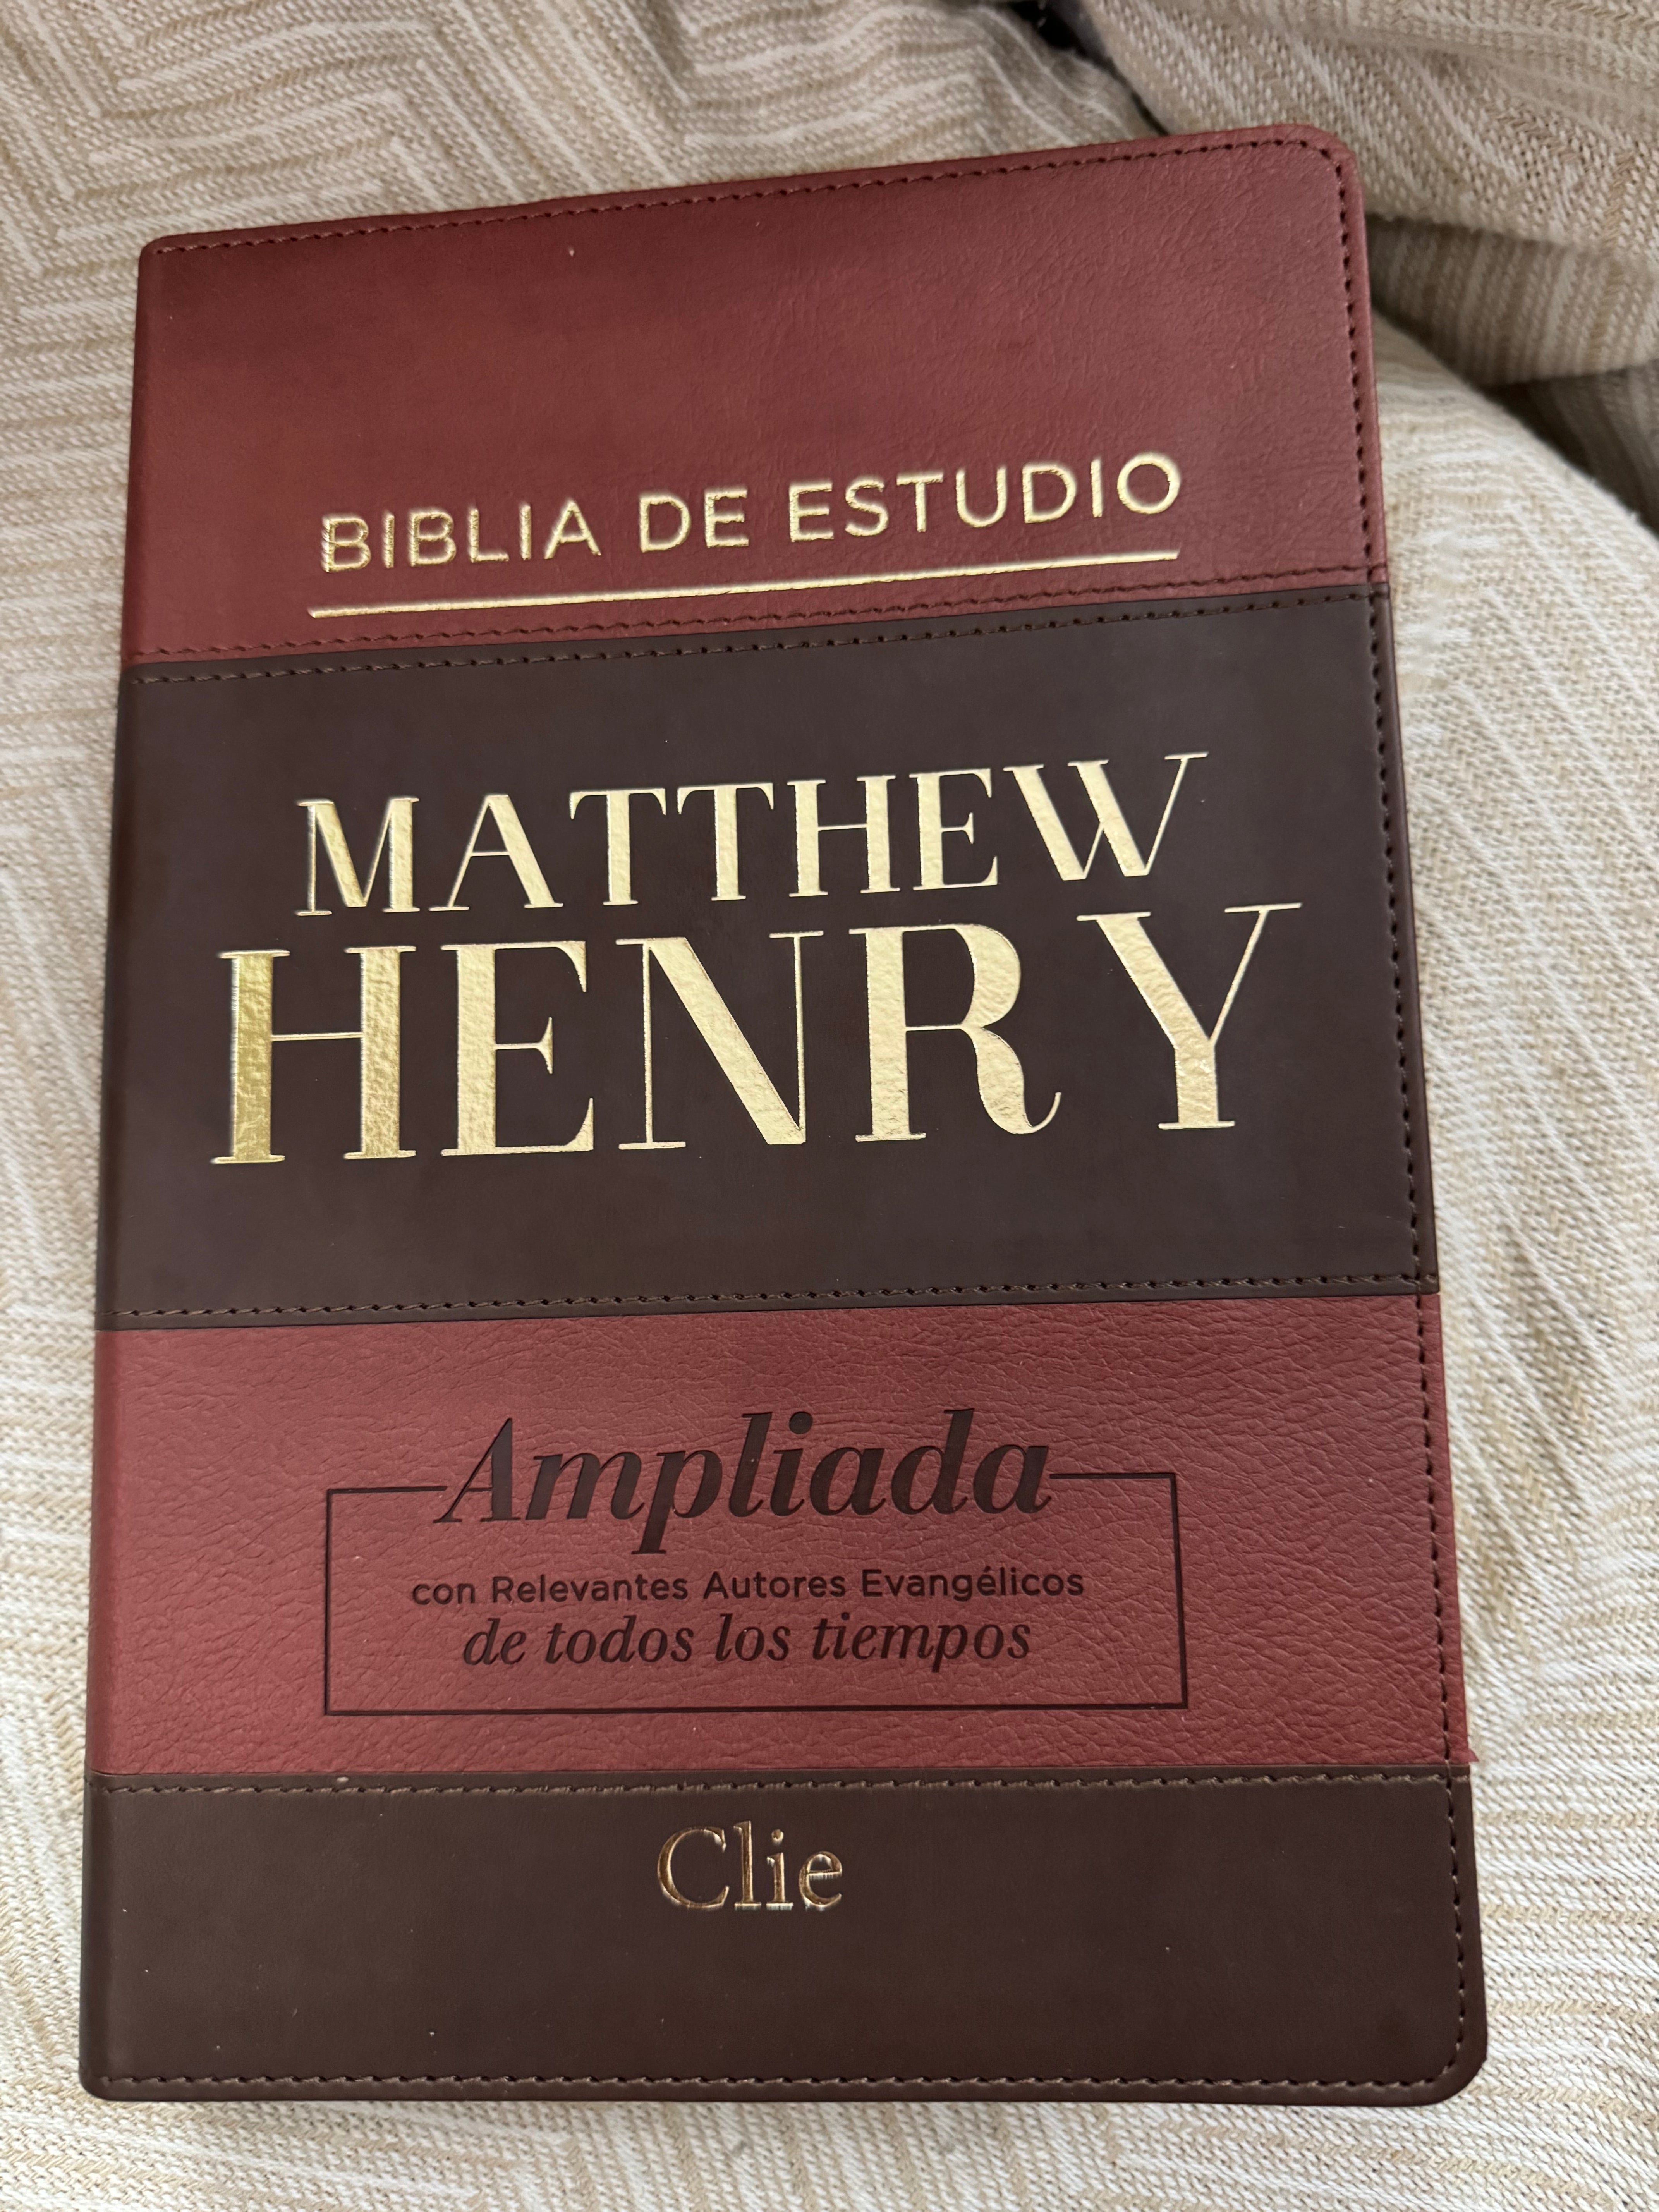 BIBLIA DE ESTUDIO
MATTHEW
HENRY
Ampliada
con Relevantes Autores Evangélicos
de todos los tiempos
Clie